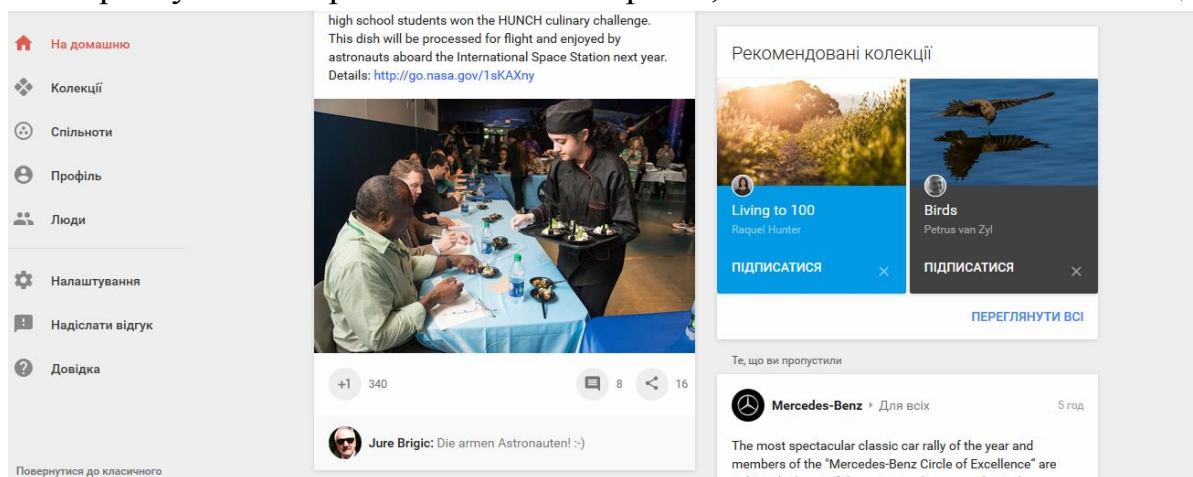 На домашню
Колекції
Спільноти
Профіль
Люди
Налаштування
Надіслати відгук
Довідка
Повернутися до класичного
high school students won the HUNCH culinary challenge.
This dish will be processed for flight and enjoyed by
astronauts aboard the International Space Station next year.
Details: http://go.nasa.gov/1sKAXny
+1 340
8 16
Jure Brigic: Die armen Astronauten! :-)
Рекомендовані колекції
Living to 100
Raquel Hunter
ПІДПИСАТИСЯ
Birds
Petrus van Zyl
ПІДПИСАТИСЯ
ПЕРЕГЛЯНУТИ ВСІ
Те, що ви пропустили
Mercedes-Benz Для всіх 5 год
The most spectacular classic car rally of the year and
members of the "Mercedes-Benz Circle of Excellence" are